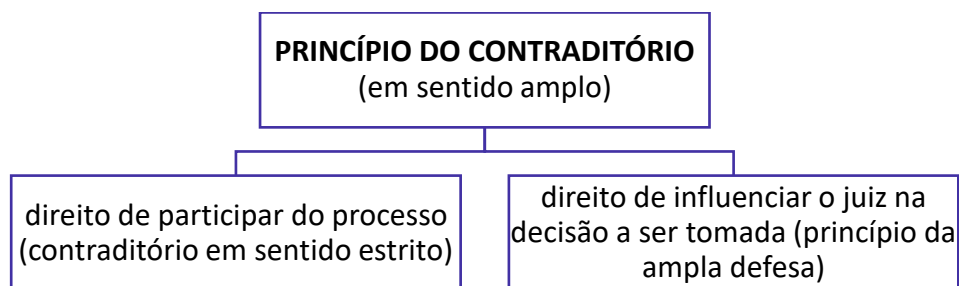 PRINCÍPIO DO CONTRADITÓRIO
(em sentido amplo)
direito de participar do processo
(contraditório em sentido estrito)
direito de influenciar o juiz na
decisão a ser tomada (princípio da
ampla defesa)